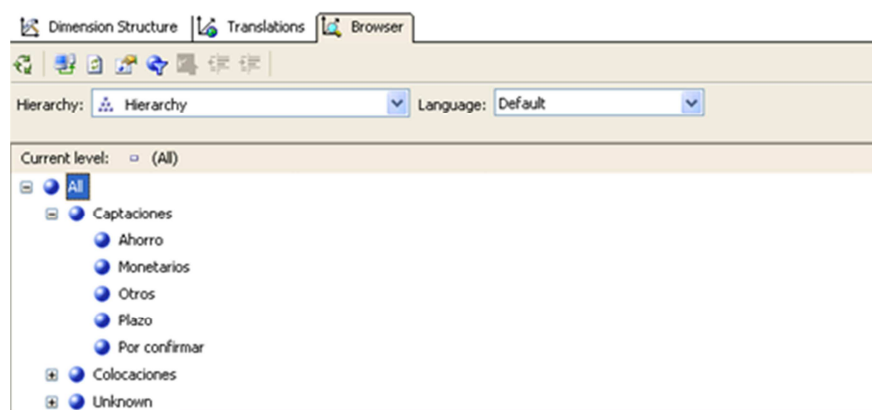 Dimension Structure Translations Browser
Hierarchy: Hierarchy Language: Default
Current level: (All)
All
Captaciones
Ahorro
Monetarios
Otros
Plazo
Por confirmar
Colocaciones
Unknown